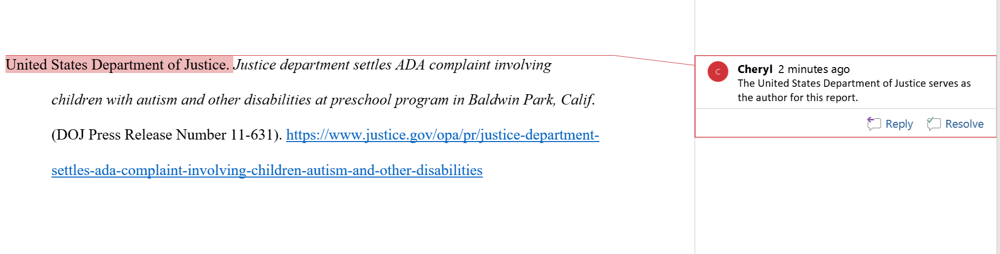 United States Department of Justice. Justice department settles ADA complaint involving
children with autism and other disabilities at preschool program in Baldwin Park, Calif.
(DOJ Press Release Number 11-631). https://www.justice.gov/opa/pr/justice-department-
settles-ada-complaint-involving-children-autism-and-other-disabilities
C
Cheryl 2 minutes ago
The United States Department of Justice serves as
the author for this report.
Reply Resolve